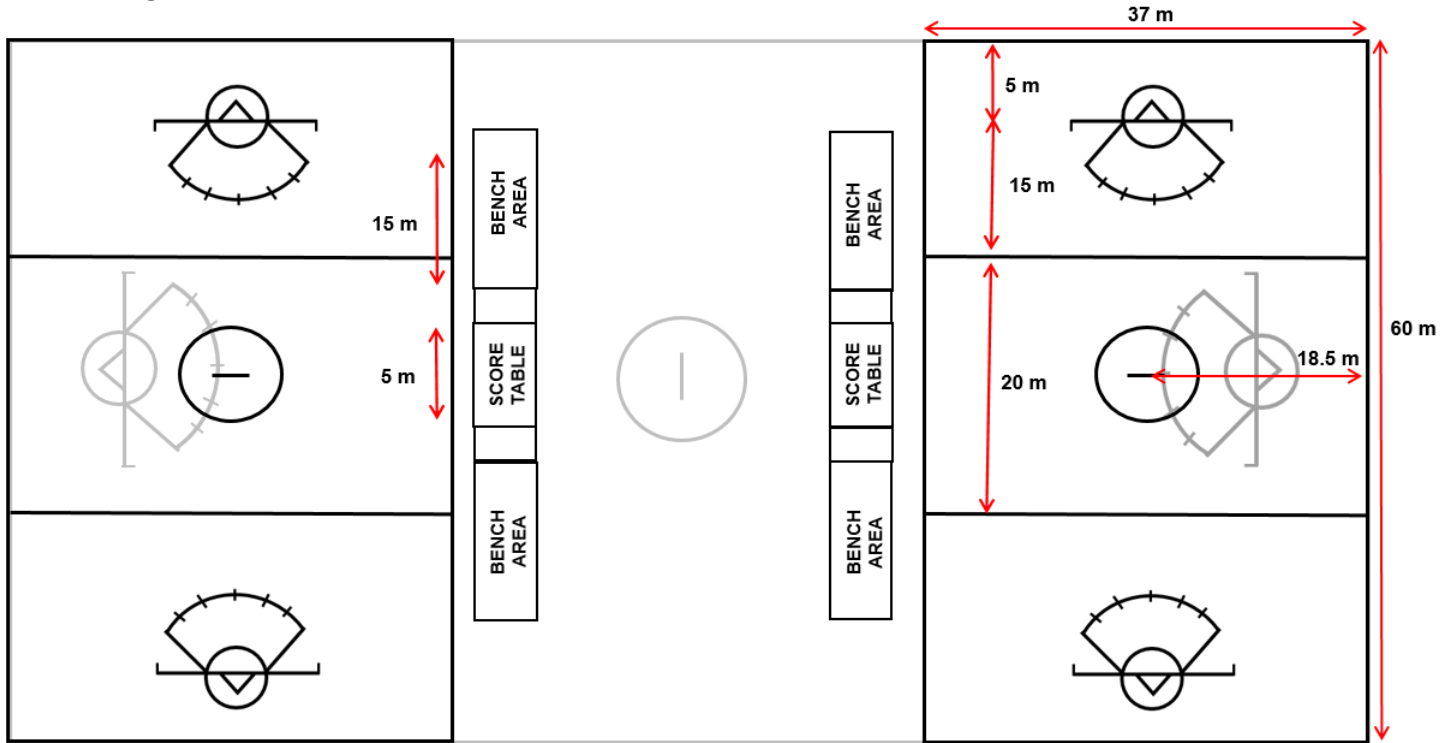 37 m
5 m
15 m
15 m
BENCH
AREA
BENCH
AREA
60 m
18.5 m
5 m
SCORE
TABLE
SCORE
TABLE
20 m
BENCH
AREA
BENCH
AREA